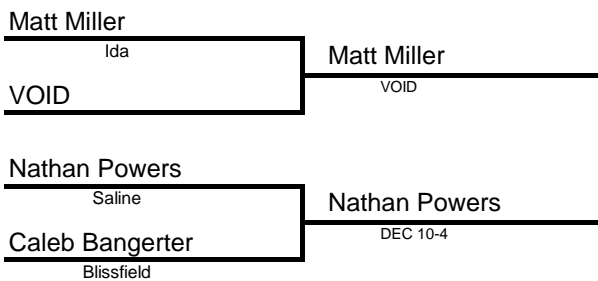 Matt Miller
Ida
VOID
Matt Miller
VOID
Nathan Powers
Saline
Caleb Bangerter
Blissfield
Nathan Powers
DEC 10-4